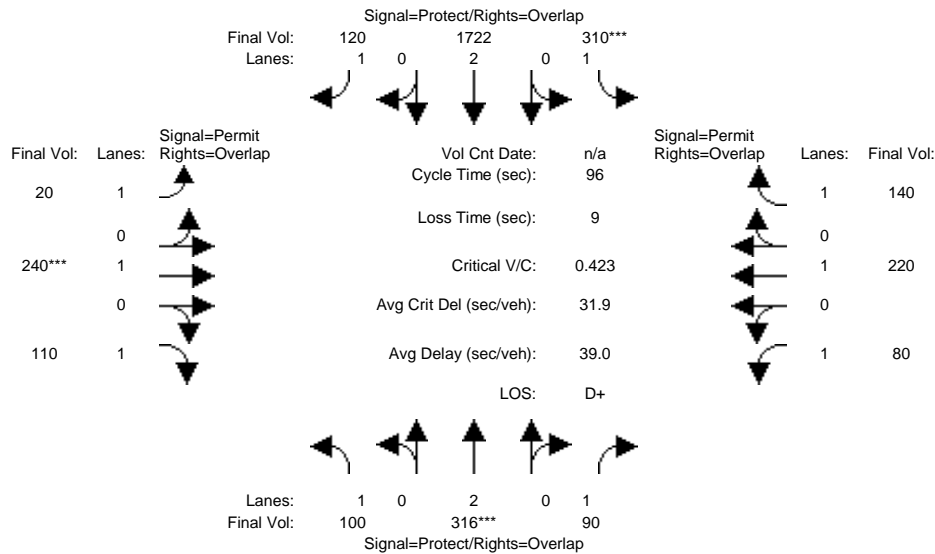 Signal=Protect/Rights=Overlap
Final Vol: 120 1722 310***
Lanes: 1 0 2 0 1
Signal=Permit Signal=Permit
Final Vol: Lanes: Rights=Overlap Vol Cnt Date: n/a Rights=Overlap Lanes: Final Vol:
Cycle Time (sec): 96
20 1 1 140
Loss Time (sec): 9
0 0
240*** 1 Critical V/C: 0.423 1 220
0 Avg Crit Del (sec/veh): 31.9 0
110 1 Avg Delay (sec/veh): 39.0 1 80
LOS: D+
Lanes: 1 0 2 0 1
Final Vol: 100 316*** 90
Signal=Protect/Rights=Overlap